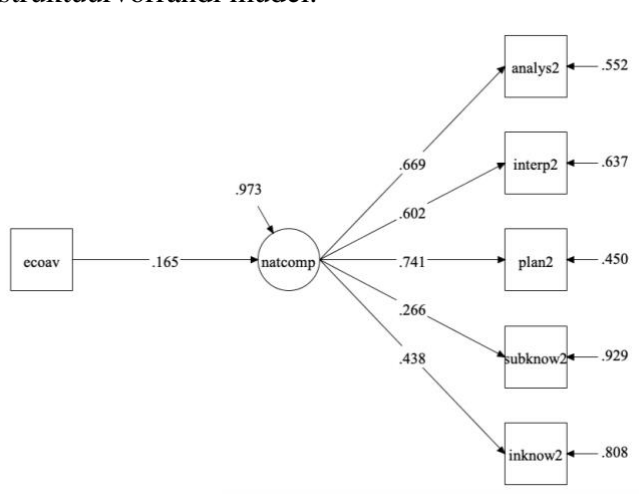 analys2
.552
.669
interp2
.637
.973
.602
ecoav
.165
natcomp
.741
plan2
.450
.266
subknow2
.929
.438
inknow2
.808